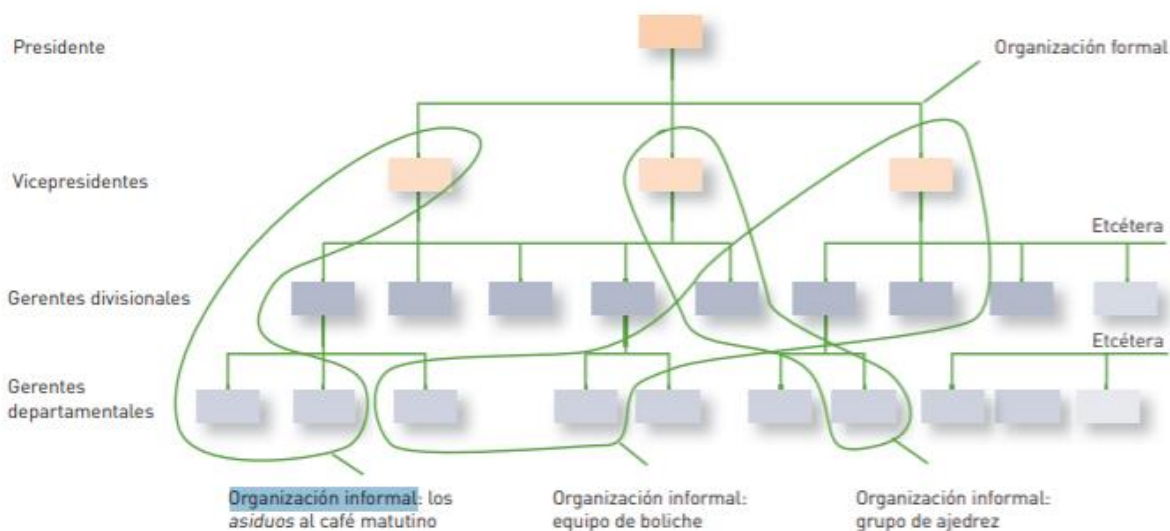 Presidente
Organización formal
Vicepresidentes
Etcétera
Gerentes divisionales
Etcétera
Gerentes
departamentales
Organización informal: los
asiduos al café matutino
Organización informal:
equipo de boliche
Organización informal:
grupo de ajedrez